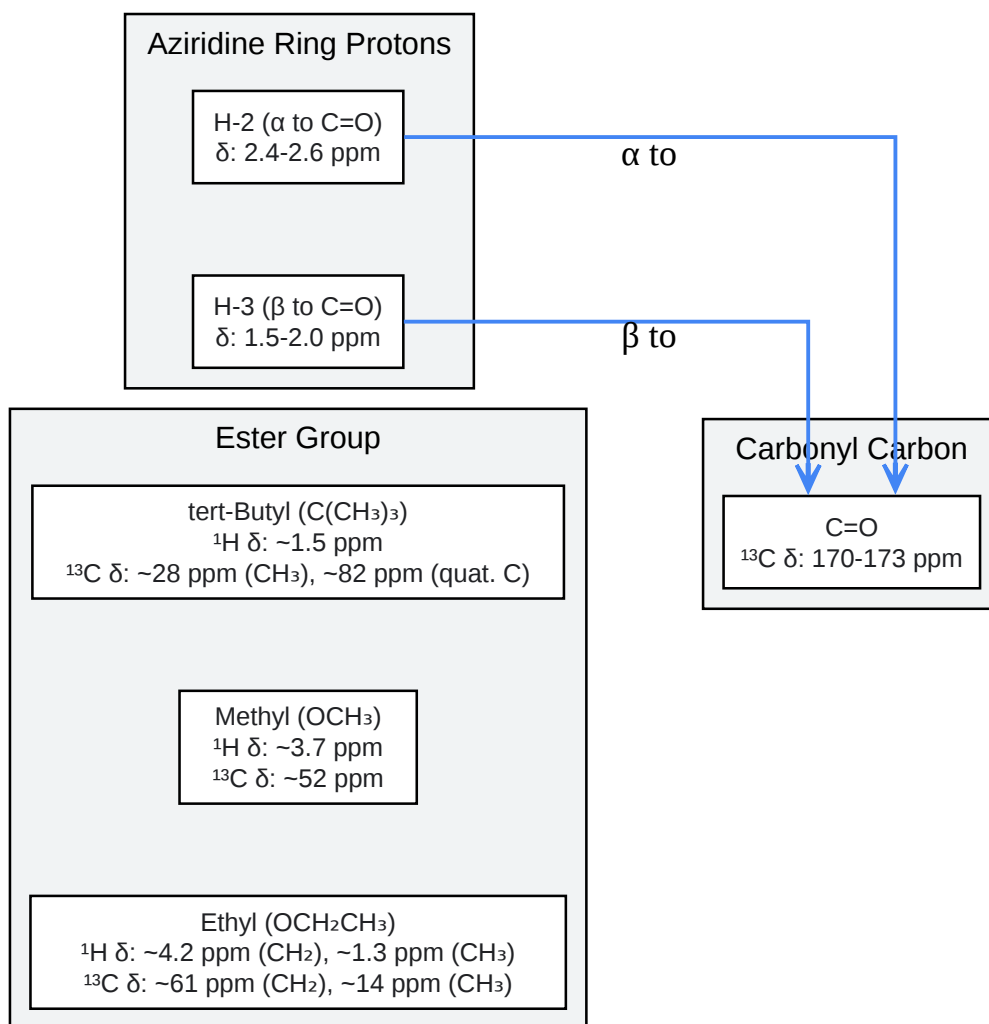 Aziridine Ring Protons
H-2 (α to C=O)
δ: 2.4-2.6 ppm
α to
H-3 (β to C=O)
δ: 1.5-2.0 ppm
β to
Ester Group
tert-Butyl (C(CH₃)₃)
¹H δ: ~1.5 ppm
¹³C δ: ~28 ppm (CH₃), ~82 ppm (quat. C)
Methyl (OCH₃)
¹H δ: ~3.7 ppm
¹³C δ: ~52 ppm
Ethyl (OCH₂CH₃)
¹H δ: ~4.2 ppm (CH₂), ~1.3 ppm (CH₃)
¹³C δ: ~61 ppm (CH₂), ~14 ppm (CH₃)
Carbonyl Carbon
C=O
¹³C δ: 170-173 ppm